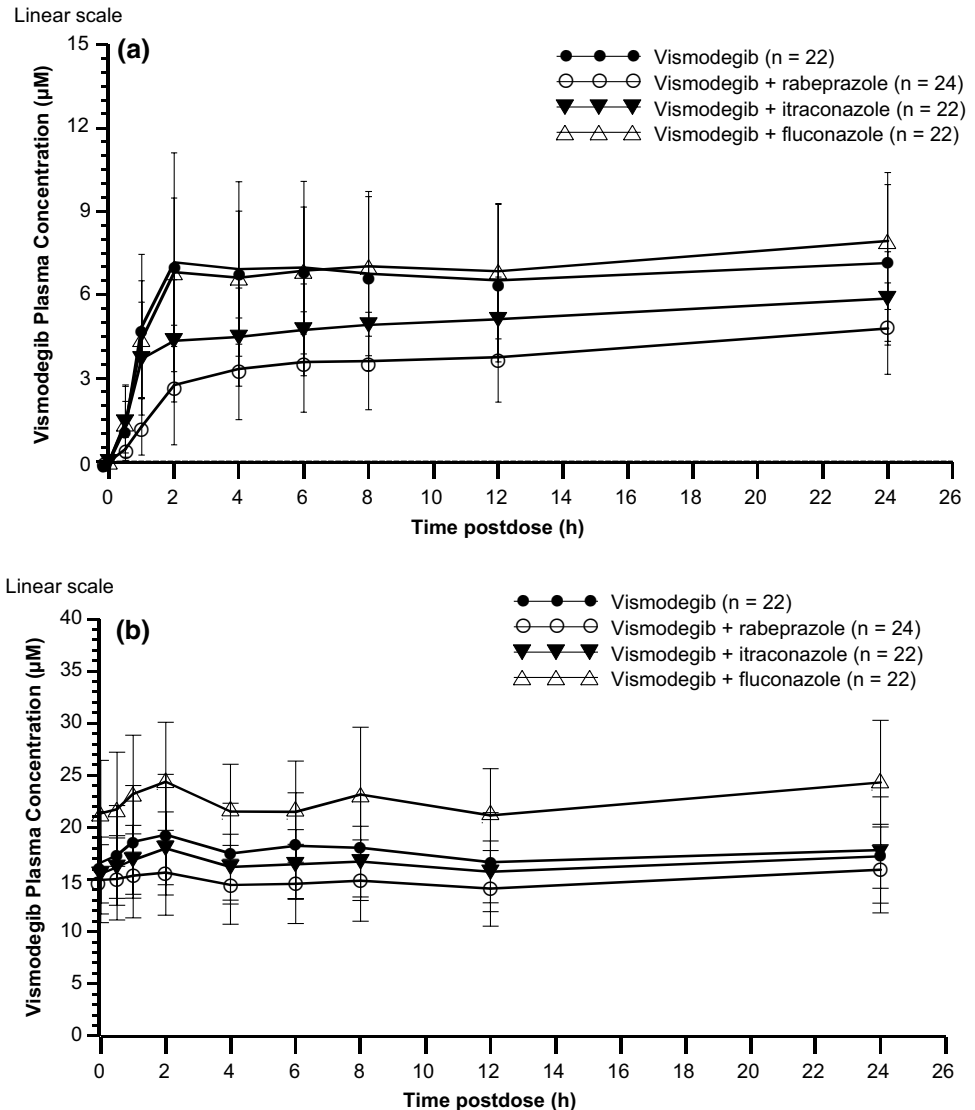 Linear scale
(a)
15
12
9
6
3
0
Vismodegib Plasma Concentration (µM)
Vismodegib (n = 22)
Vismodegib + rabeprazole (n = 24)
Vismodegib + itraconazole (n = 22)
Vismodegib + fluconazole (n = 22)
0 2 4 6 8 10 12 14 16 18 20 22 24 26
Time postdose (h)
Linear scale
(b)
40
35
30
25
20
15
10
5
0
Vismodegib Plasma Concentration (µM)
Vismodegib (n = 22)
Vismodegib + rabeprazole (n = 24)
Vismodegib + itraconazole (n = 22)
Vismodegib + fluconazole (n = 22)
0 2 4 6 8 10 12 14 16 18 20 22 24 26
Time postdose (h)